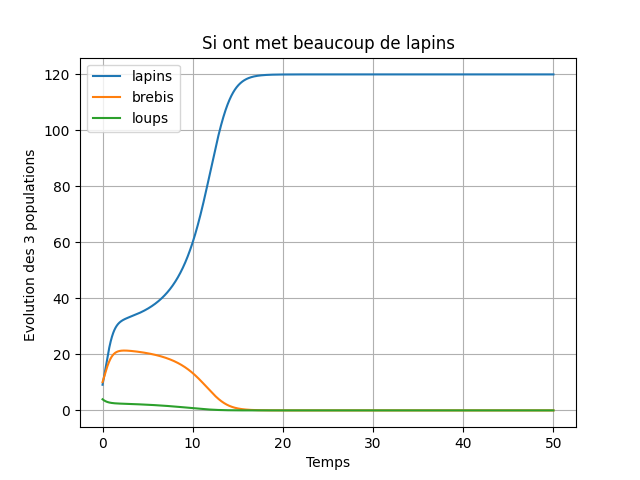 Si ont met beaucoup de lapins
lapins
brebis
loups
Evolution des 3 populations
120
100
80
60
40
20
0
0 10 20 30 40 50
Temps